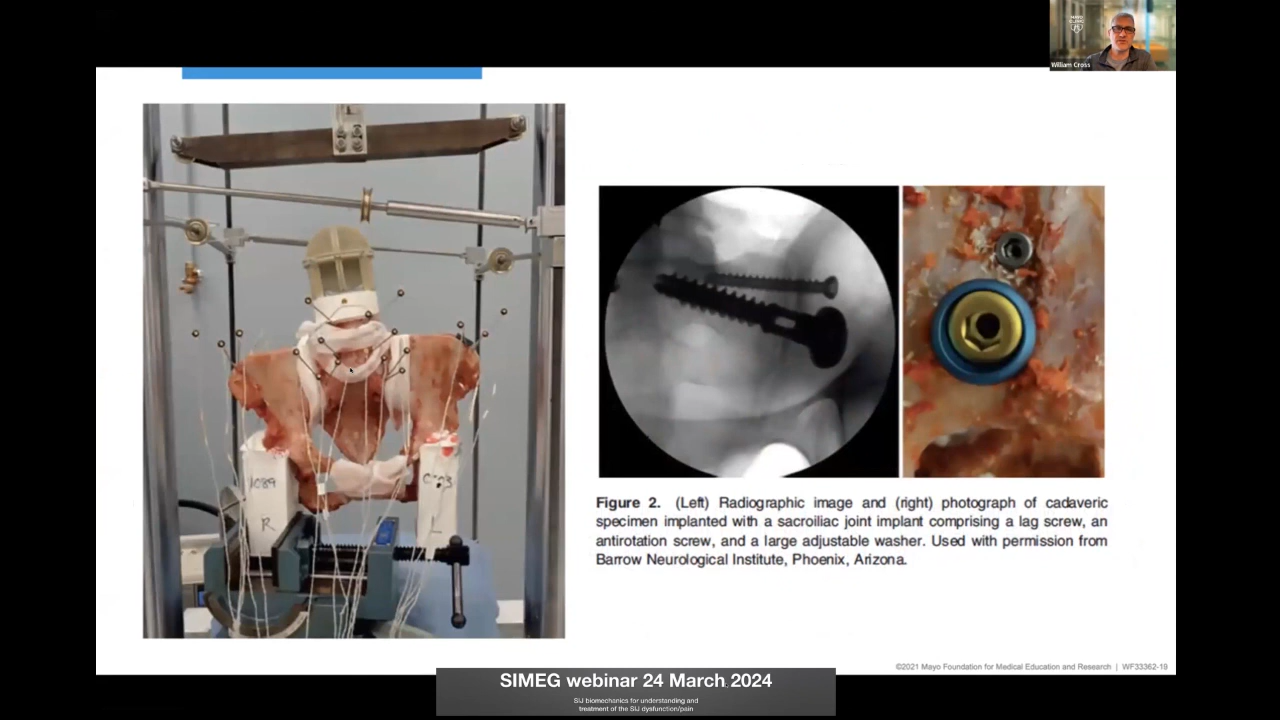 MAYO
CLINIC
William Cross
1089
R
L
Figure 2. (Left) Radiographic image and (right) photograph of cadaveric
specimen implanted with a sacroiliac joint implant comprising a lag screw, an
antirotation screw, and a large adjustable washer. Used with permission from
Barrow Neurological Institute, Phoenix, Arizona.
©2021 Mayo Foundation for Medical Education and Research | WF33362-19
SIMEG webinar 24 March 2024
SIJ biomechanics for understanding and
treatment of the SIJ dysfunction/pain